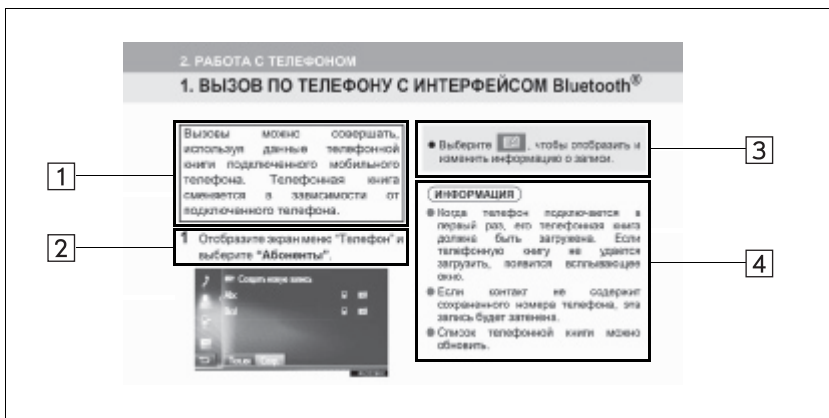 2. РАБОТА С ТЕЛЕФОНОМ
1. ВЫЗОВ ПО ТЕЛЕФОНУ С ИНТЕРФЕЙСОМ Bluetooth®
Вызовы можно совершать,
используя данные телефонной
книги подключенного мобильного
телефона. Телефонная книга
сменяется в зависимости от
подключенного телефона.
1
1 Отобразите экран меню "Телефон" и
выберите "Абоненты".
2
Создать новую запись
Abc
● Выберите , чтобы отобразить и
изменить информацию о записи.
3
ИНФОРМАЦИЯ
● Когда телефон подключается в
первый раз, его телефонная книга
должна быть загружена. Если
телефонную книгу не удается
загрузить, появится всплывающее
окно.
● Если контакт не содержит
сохраненного номера телефона, эта
запись будет затенена.
● Список телефонной книги можно
обновить.
4